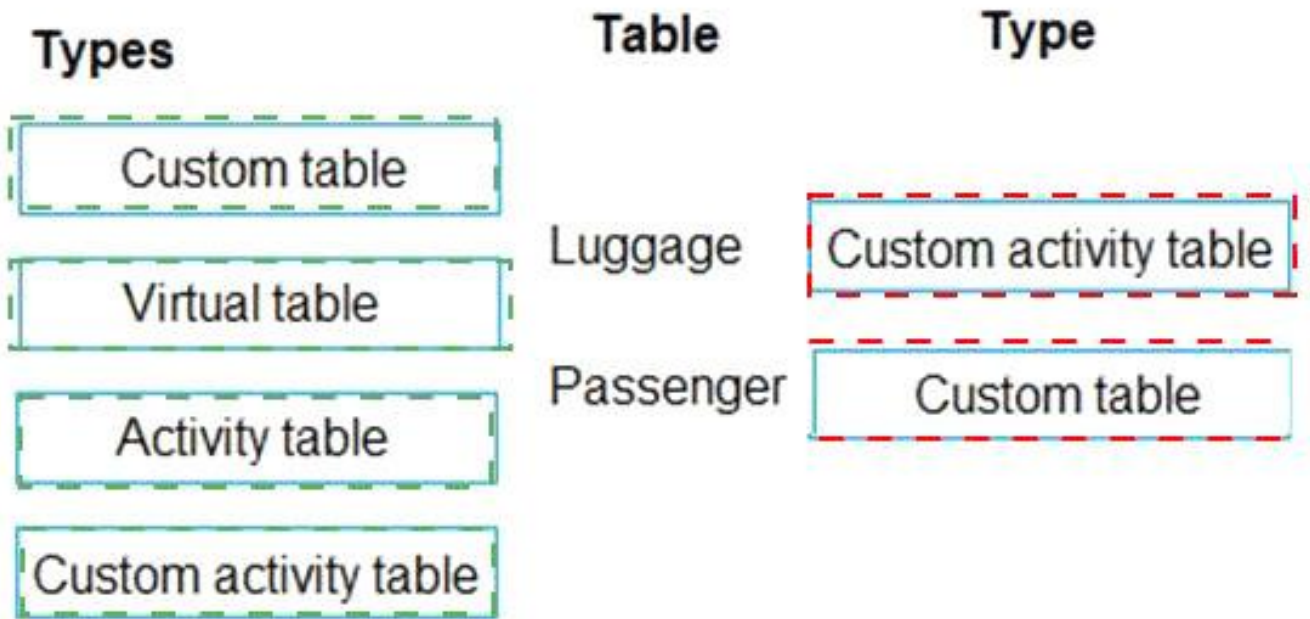 Types
Table
Type
Custom table
Virtual table
Luggage
Custom activity table
Activity table
Passenger
Custom table
Custom activity table